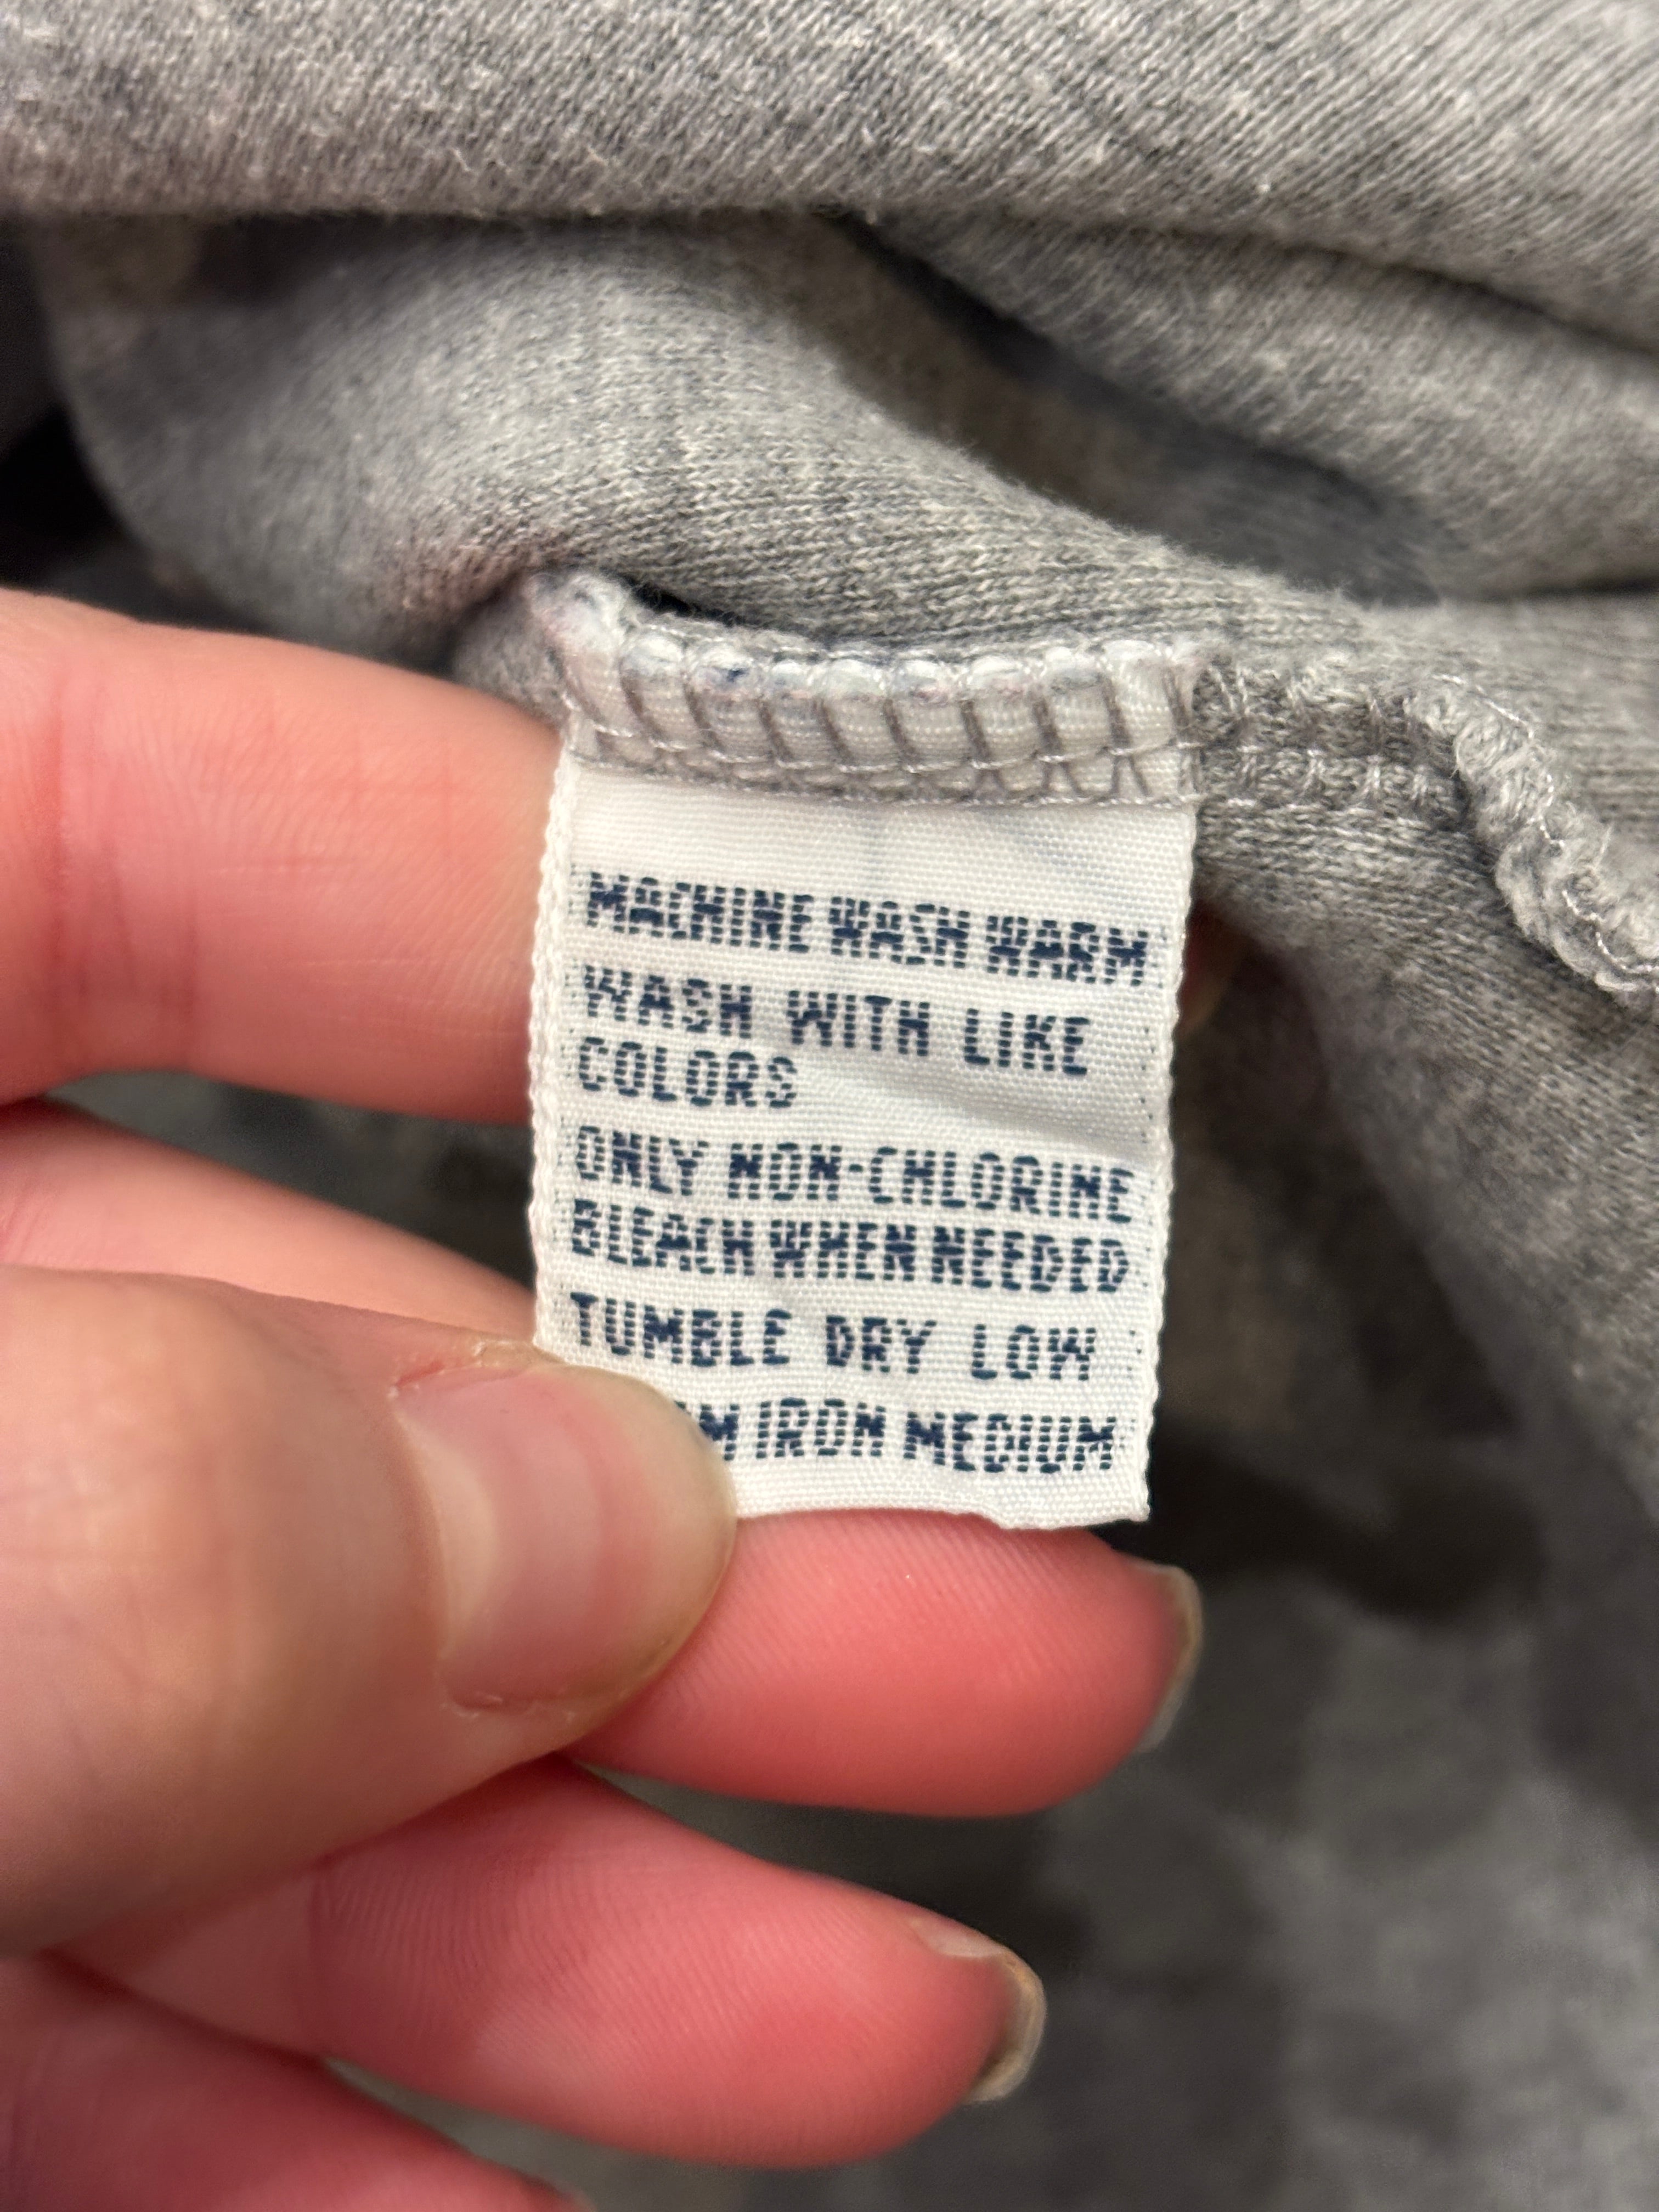 MACHINE WASH WARM
WASH WITH LIKE
COLORS
ONLY NON-CHLORINE
BLEACH WHEN NEEDED
TUMBLE DRY LOW
IRON MEDIUM